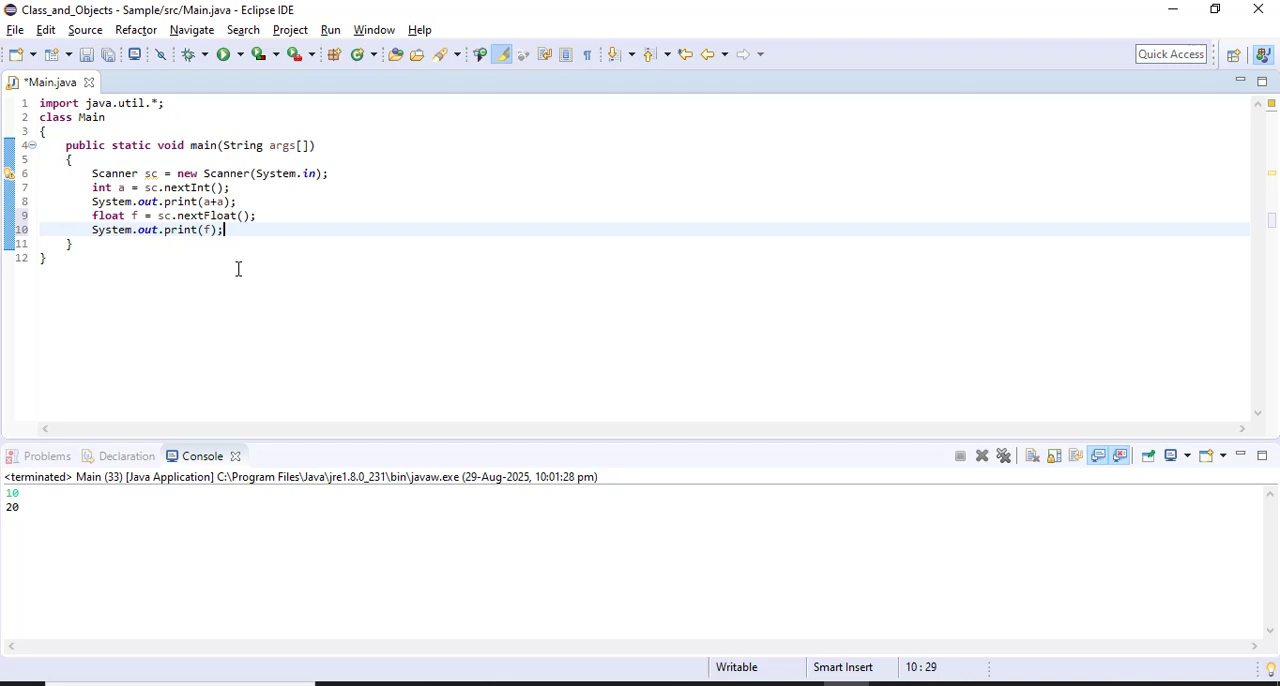 Class_and_Objects - Sample/src/Main.java - Eclipse IDE
File Edit Source Refactor Navigate Search Project Run Window Help
Quick Access
*Main.java
1 import java.util.*;
2 class Main
3 {
4 public static void main(String args[])
5 {
6 Scanner sc = new Scanner(System.in);
7 int a = sc.nextInt();
8 System.out.print(a+a);
9 float f = sc.nextFloat();
10 System.out.print(f);
11 }
12 }
Problems Declaration Console
<terminated> Main (33) [Java Application] C:\Program Files\Java\jre1.8.0_231\bin\javaw.exe (29-Aug-2025, 10:01:28 pm)
10
20
Writable Smart Insert 10 : 29